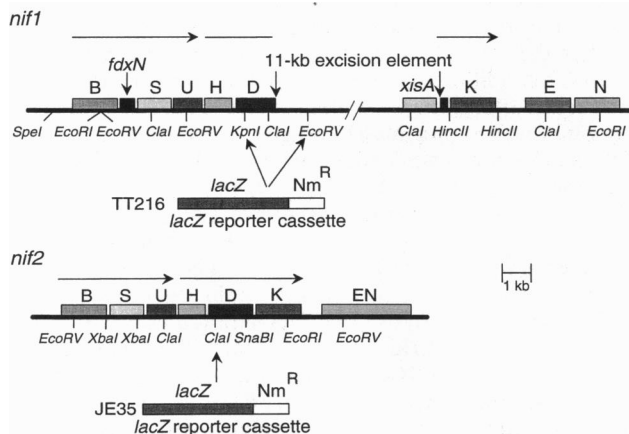 nif1
fdxN
11-kb excision element
B S U H D
xisA K E N
SpeI EcoRI EcoRV ClaI EcoRV KpnI ClaI EcoRV ClaI HincII HincII ClaI EcoRI
lacZ Nm R
TT216
lacZ reporter cassette
nif2
1 kb
B S U H D K EN
EcoRV XbaI XbaI ClaI ClaI SnaBI EcoRI EcoRV
lacZ Nm R
JE35
lacZ reporter cassette